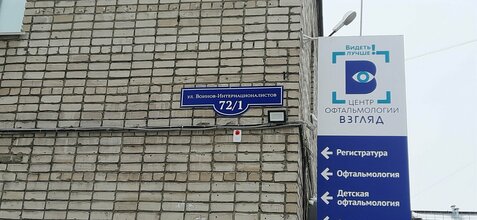 ул. Воинов-Интернационалистов
72/1
Видеть
лучше!
В
ЦЕНТР
ОФТАЛЬМОЛОГИИ
ВЗГЛЯД
Регистратура
Офтальмология
Детская
офтальмология